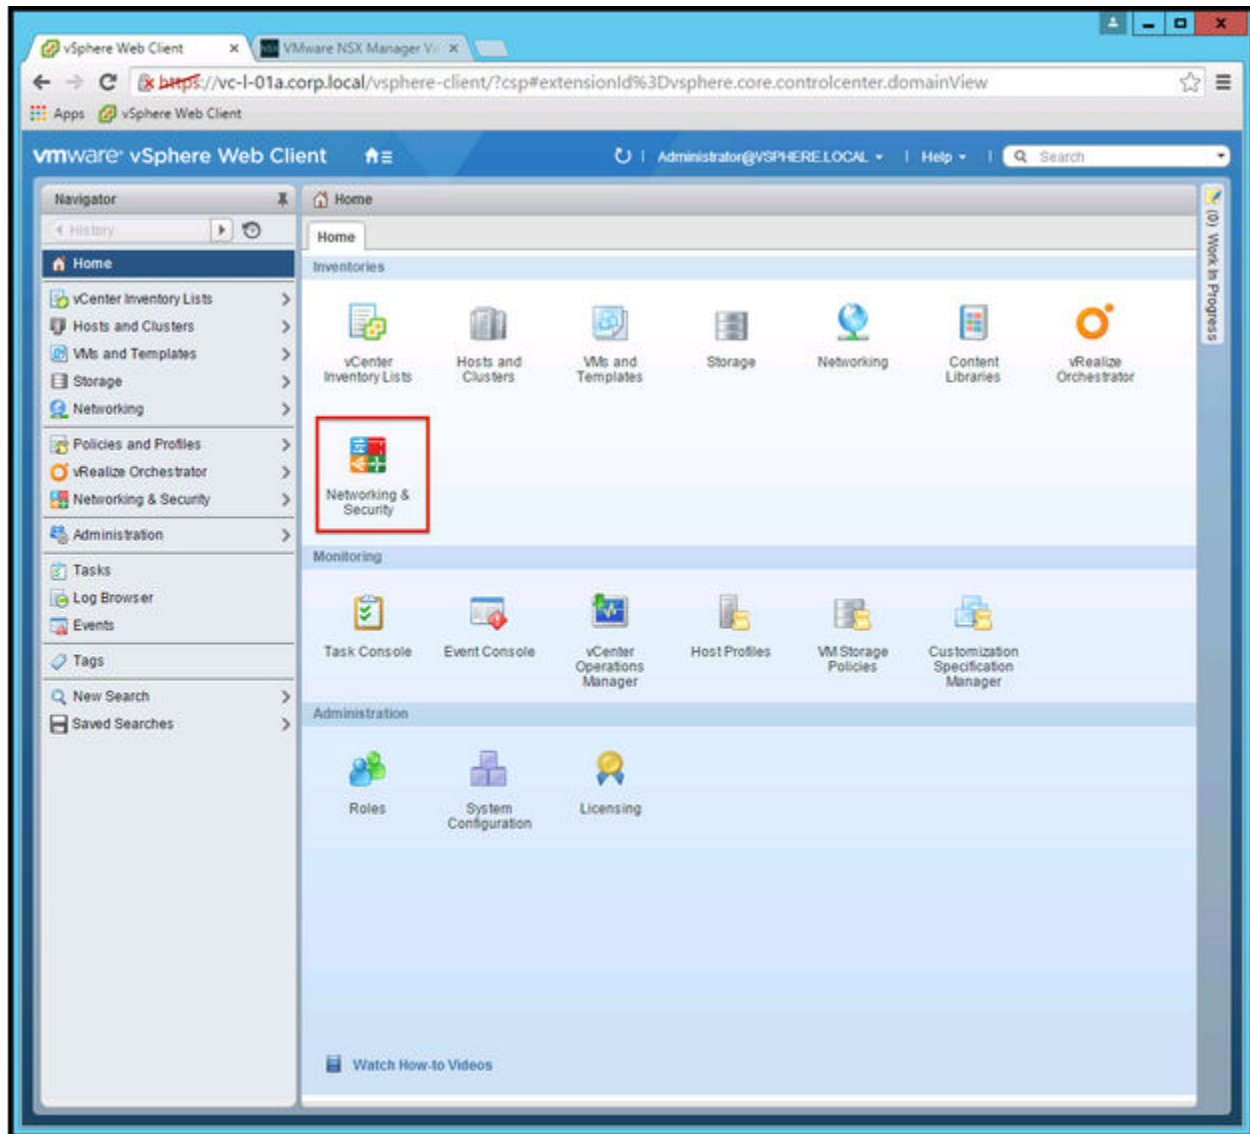 vSphere Web Client
VMware NSX Manager Vi
https://vc-l-01a.corp.local/vsphere-client/?csp#extensionId%3Dvsphere.core.controlcenter.domainView
Apps vSphere Web Client
vmware® vSphere Web Client
Administrator@VSPHERE.LOCAL
Help
Search
Navigator
History
Home
vCenter Inventory Lists
Hosts and Clusters
VMs and Templates
Storage
Networking
Policies and Profiles
vRealize Orchestrator
Networking & Security
Administration
Tasks
Log Browser
Events
Tags
New Search
Saved Searches
Home
Home
Inventories
vCenter
Inventory Lists
Hosts and
Clusters
VMs and
Templates
Storage
Networking
Content
Libraries
vRealize
Orchestrator
Networking &
Security
Monitoring
Task Console
Event Console
vCenter
Operations
Manager
Host Profiles
VM Storage
Policies
Customization
Specification
Manager
Administration
Roles
System
Configuration
Licensing
Watch How-to Videos
(0) Work In Progress